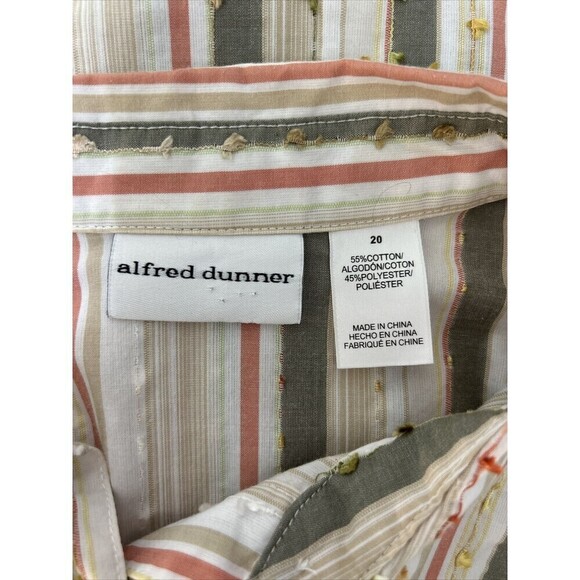 alfred dunner
20
55%COTTON/
ALGODÓN/COTON
45%POLYESTER/
POLIÉSTER
MADE IN CHINA
HECHO EN CHINA
FABRIQUÉ EN CHINE